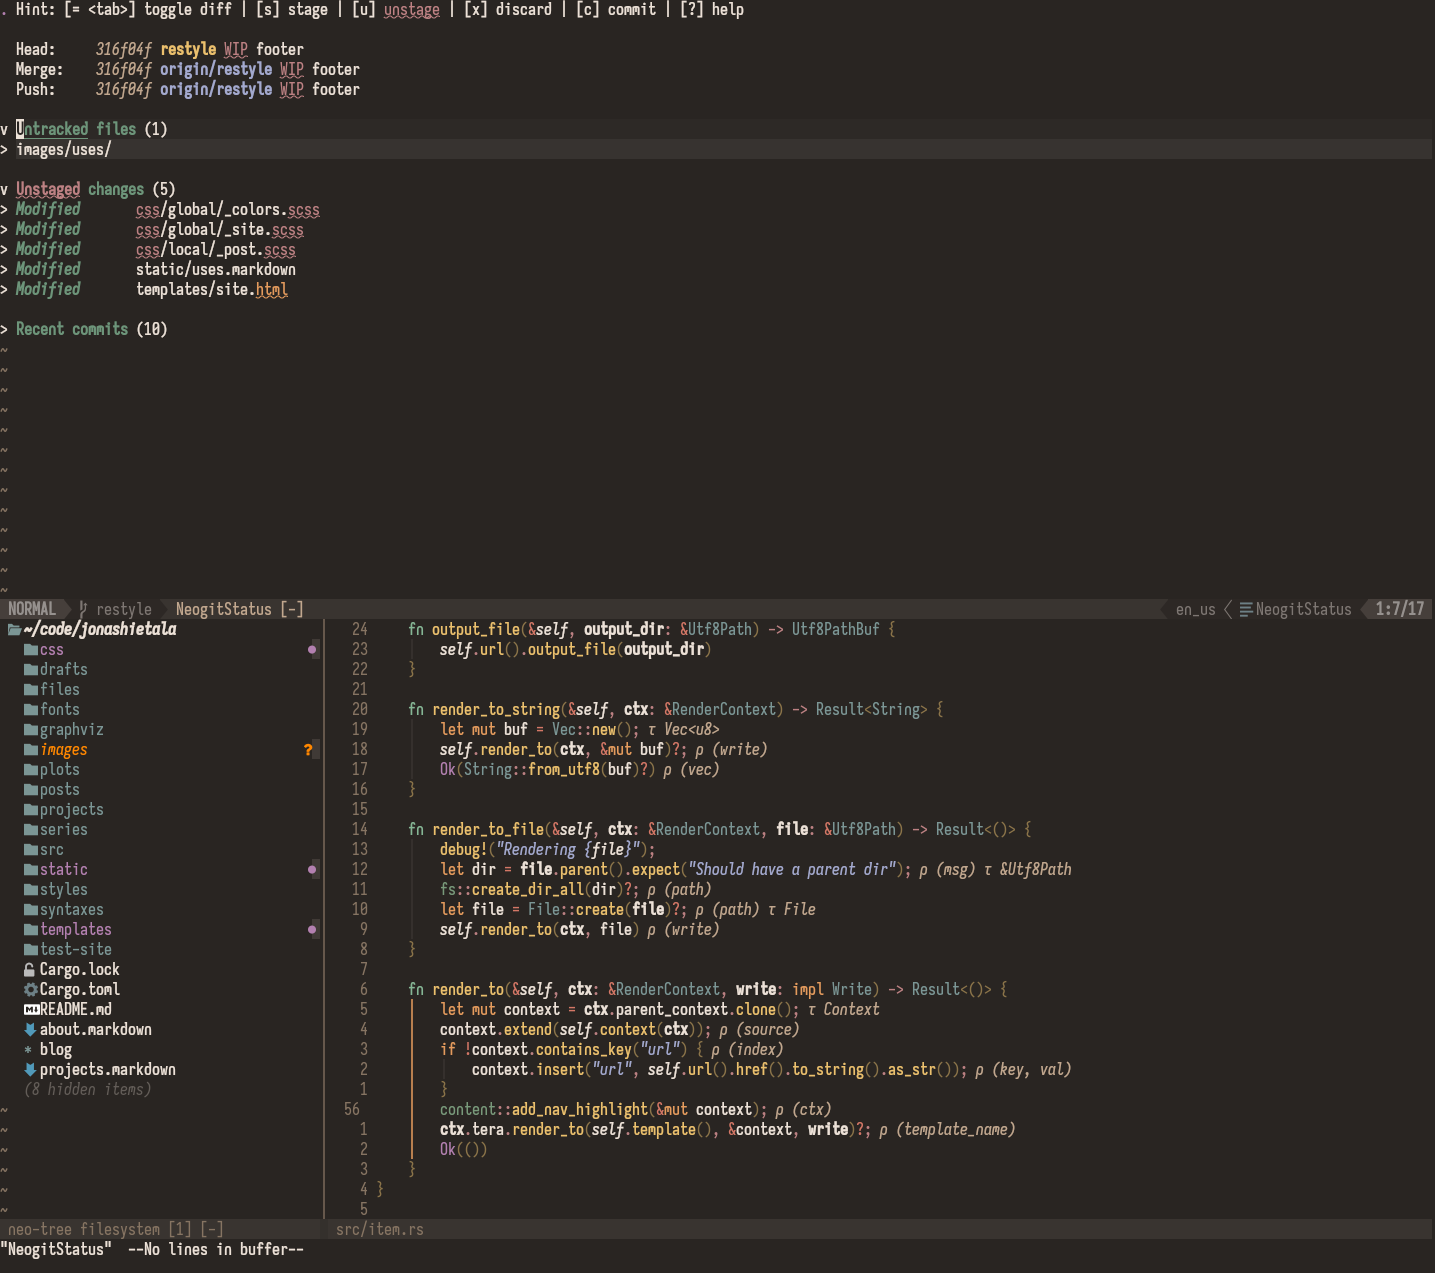 . Hint: [= <tab>] toggle diff | [s] stage | [u] unstage | [x] discard | [c] commit | [?] help
Head: 316f04f restyle WIP footer
Merge: 316f04f origin/restyle WIP footer
Push: 316f04f origin/restyle WIP footer
v Untracked files (1)
> images/uses/
v Unstaged changes (5)
> Modified css/global/_colors.scss
> Modified css/global/_site.scss
> Modified css/local/_post.scss
> Modified static/uses.markdown
> Modified templates/site.html
> Recent commits (10)
~
~
~
~
~
~
~
~
~
~
~
~
~
NORMAL restyle NeogitStatus [-] en_us NeogitStatus 1:7/17
~/code/jonashietala
css
drafts
files
fonts
graphviz
images ?
plots
posts
projects
series
src
static
styles
syntaxes
templates
test-site
Cargo.lock
Cargo.toml
README.md
about.markdown
* blog
projects.markdown
(8 hidden items)
~
~
~
~
~
~
neo-tree filesystem [1] [-]
24 fn output_file(&self, output_dir: &Utf8Path) -> Utf8PathBuf {
23 self.url().output_file(output_dir)
22 }
21
20 fn render_to_string(&self, ctx: &RenderContext) -> Result<String> {
19 let mut buf = Vec::new(); τ Vec<u8>
18 self.render_to(ctx, &mut buf)?; ρ (write)
17 Ok(String::from_utf8(buf)?) ρ (vec)
16 }
15
14 fn render_to_file(&self, ctx: &RenderContext, file: &Utf8Path) -> Result<()> {
13 debug!("Rendering {file}");
12 let dir = file.parent().expect("Should have a parent dir"); ρ (msg) τ &Utf8Path
11 fs::create_dir_all(dir)?; ρ (path)
10 let file = File::create(file)?; ρ (path) τ File
9 self.render_to(ctx, file) ρ (write)
8 }
7
6 fn render_to(&self, ctx: &RenderContext, write: impl Write) -> Result<()> {
5 let mut context = ctx.parent_context.clone(); τ Context
4 context.extend(self.context(ctx)); ρ (source)
3 if !context.contains_key("url") { ρ (index)
2 context.insert("url", self.url().href().to_string().as_str()); ρ (key, val)
1 }
56 content::add_nav_highlight(&mut context); ρ (ctx)
1 ctx.tera.render_to(self.template(), &context, write)?; ρ (template_name)
2 Ok(())
3 }
4 }
5
src/item.rs
"NeogitStatus" --No lines in buffer--